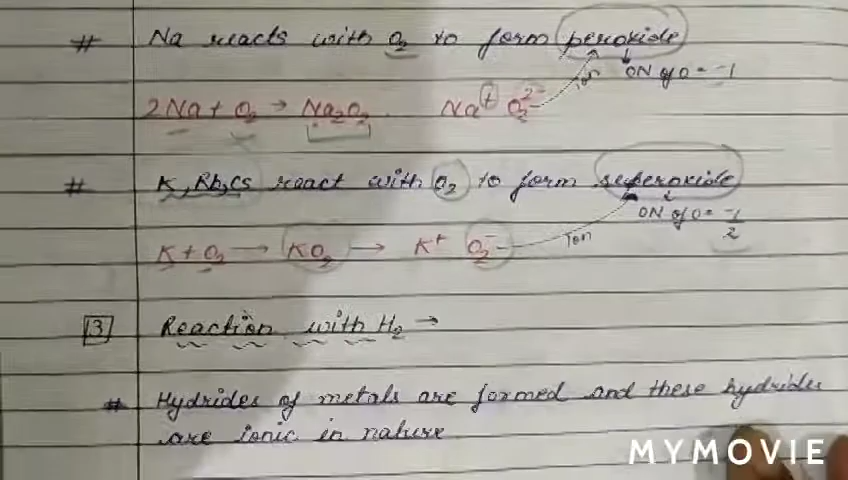 # Na reacts with O₂ to form peroxide
Ion ON of O = -1
2Na + O₂ → Na₂O₂ Na⁺ O₂²⁻
# K, Rb, Cs react with O₂ to form superoxide
ON of O = -1/2
K + O₂ → KO₂ → K⁺ O₂⁻ Ion
3 Reaction with H₂ →
# Hydrides of metals are formed and these hydrides
are ionic in nature
MYMOVIE